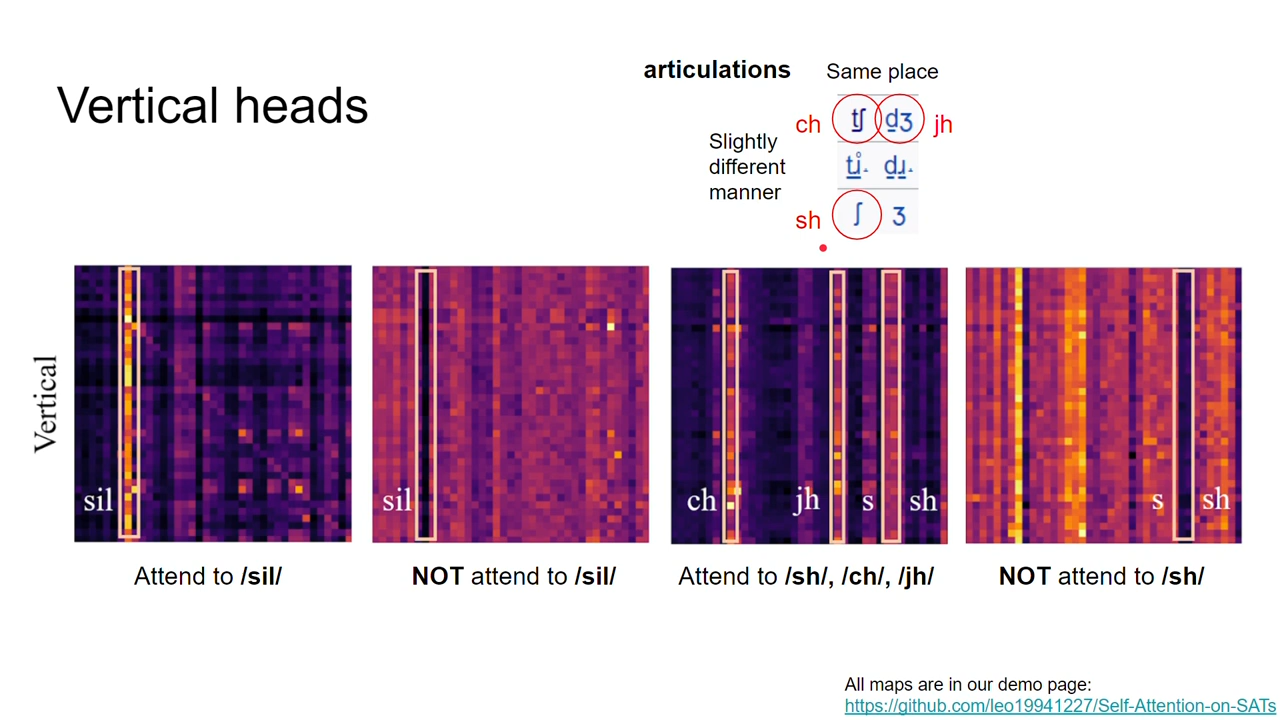 Vertical heads
articulations
Same place
ch
t̠ʃ
d̠ʒ
jh
Slightly
different
manner
sh
ʃ
ʒ
Vertical
sil
sil
ch
jh
s
sh
s
sh
Attend to /sil/
NOT attend to /sil/
Attend to /sh/, /ch/, /jh/
NOT attend to /sh/
All maps are in our demo page:
https://github.com/leo19941227/Self-Attention-on-SATs